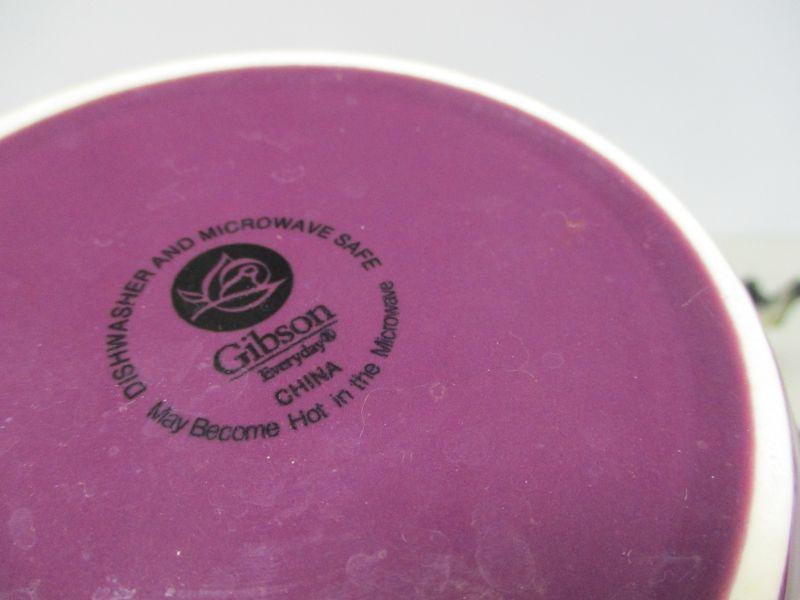 DISHWASHER AND MICROWAVE SAFE
Gibson
Everyday®
CHINA
May Become Hot in the Microwave